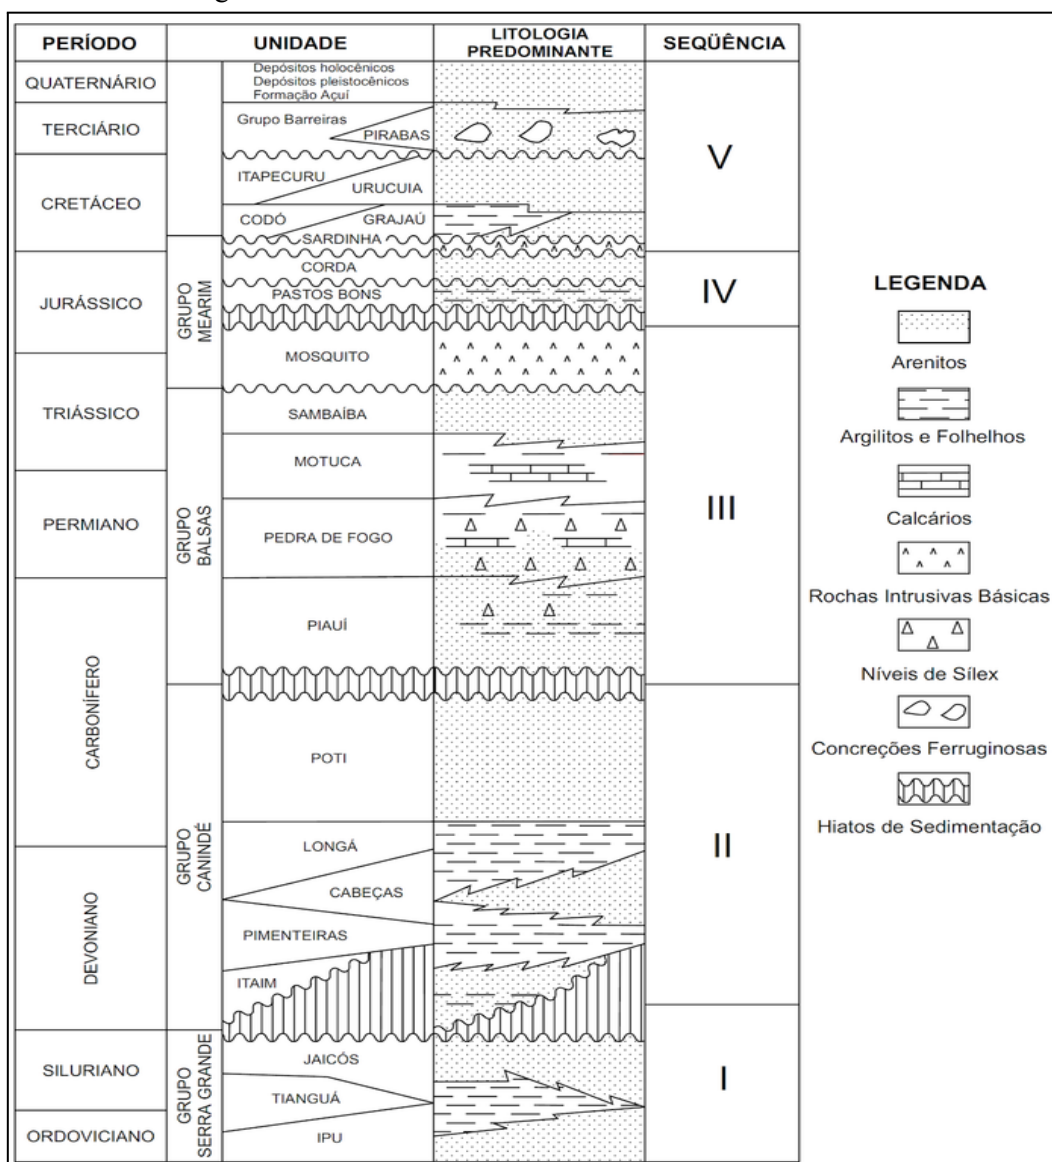 PERÍODO
UNIDADE
LITOLOGIA
PREDOMINANTE
SEQÜÊNCIA
QUATERNÁRIO
TERCIÁRIO
CRETÁCEO
JURÁSSICO
TRIÁSSICO
PERMIANO
CARBONÍFERO
DEVONIANO
SILURIANO
ORDOVICIANO
GRUPO
MEARIM
GRUPO
BALSAS
GRUPO
CANINDÉ
GRUPO
SERRA GRANDE
Depósitos holocênicos
Depósitos pleistocênicos
Formação Açuí
Grupo Barreiras
PIRABAS
ITAPECURU
URUCUIA
CODÓ
GRAJAÚ
SARDINHA
CORDA
PASTOS BONS
MOSQUITO
SAMBAÍBA
MOTUCA
PEDRA DE FOGO
PIAUÍ
POTI
LONGÁ
CABEÇAS
PIMENTEIRAS
ITAIM
JAICÓS
TIANGUÁ
IPU
V
IV
III
II
I
LEGENDA
Arenitos
Argilitos e Folhelhos
Calcários
Rochas Intrusivas Básicas
Níveis de Sílex
Concreções Ferruginosas
Hiatos de Sedimentação